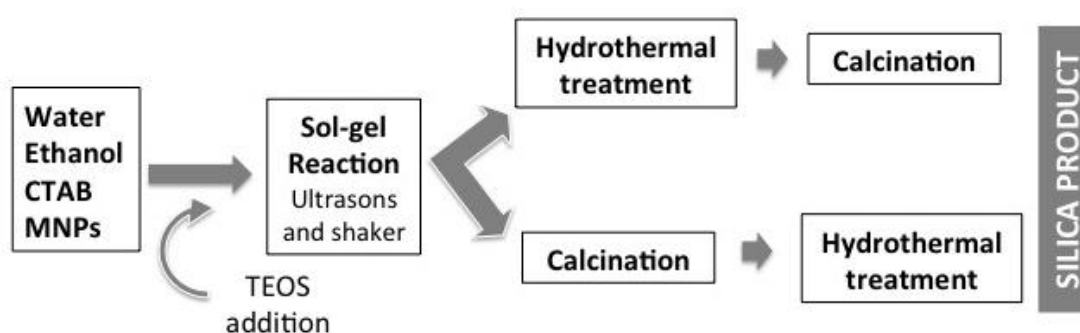 Water
Ethanol
CTAB
MNPs
TEOS
addition
Sol-gel
Reaction
Ultrasons
and shaker
Hydrothermal
treatment
Calcination
Calcination
Hydrothermal
treatment
SILICA PRODUCT